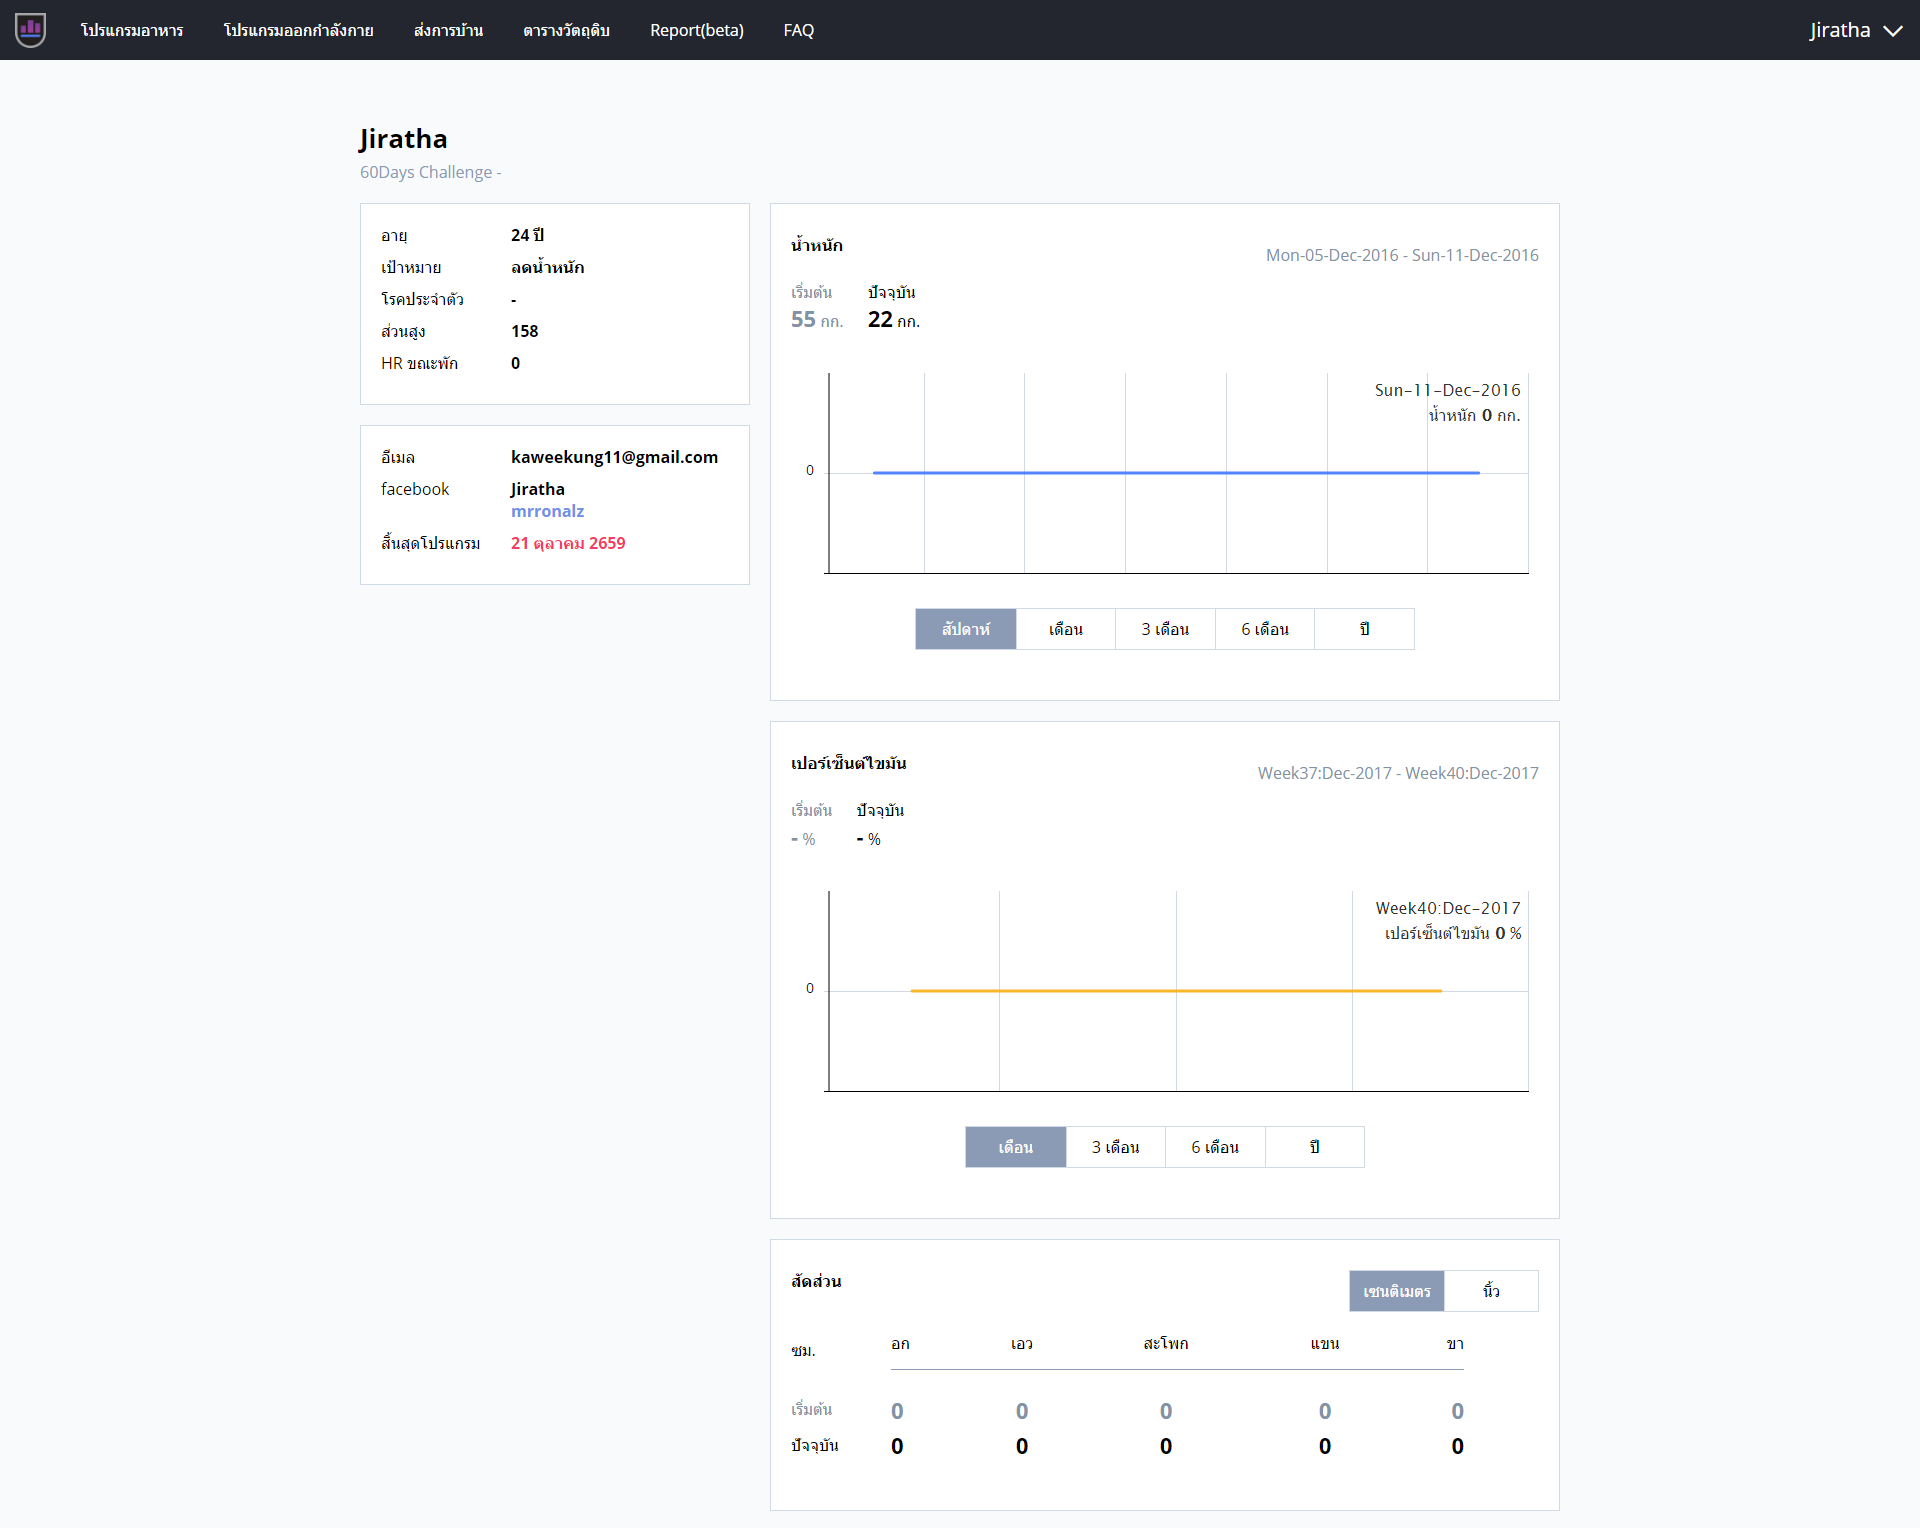 โปรแกรมอาหาร โปรแกรมออกกำลังกาย ส่งการบ้าน ตารางวัตถุดิบ Report(beta) FAQ Jiratha
Jiratha
60Days Challenge -
อายุ 24 ปี
เป้าหมาย ลดน้ำหนัก
โรคประจำตัว -
ส่วนสูง 158
HR ขณะพัก 0
อีเมล kaweekung11@gmail.com
facebook Jiratha
mrronalz
สิ้นสุดโปรแกรม 21 ตุลาคม 2659
น้ำหนัก
Mon-05-Dec-2016 - Sun-11-Dec-2016
เริ่มต้น ปัจจุบัน
55 กก. 22 กก.
Sun-11-Dec-2016
น้ำหนัก 0 กก.
0
สัปดาห์ เดือน 3 เดือน 6 เดือน ปี
เปอร์เซ็นต์ไขมัน
Week37:Dec-2017 - Week40:Dec-2017
เริ่มต้น ปัจจุบัน
- % - %
Week40:Dec-2017
เปอร์เซ็นต์ไขมัน 0 %
0
เดือน 3 เดือน 6 เดือน ปี
สัดส่วน
เซนติเมตร นิ้ว
ซม. อก เอว สะโพก แขน ขา
เริ่มต้น 0 0 0 0 0
ปัจจุบัน 0 0 0 0 0